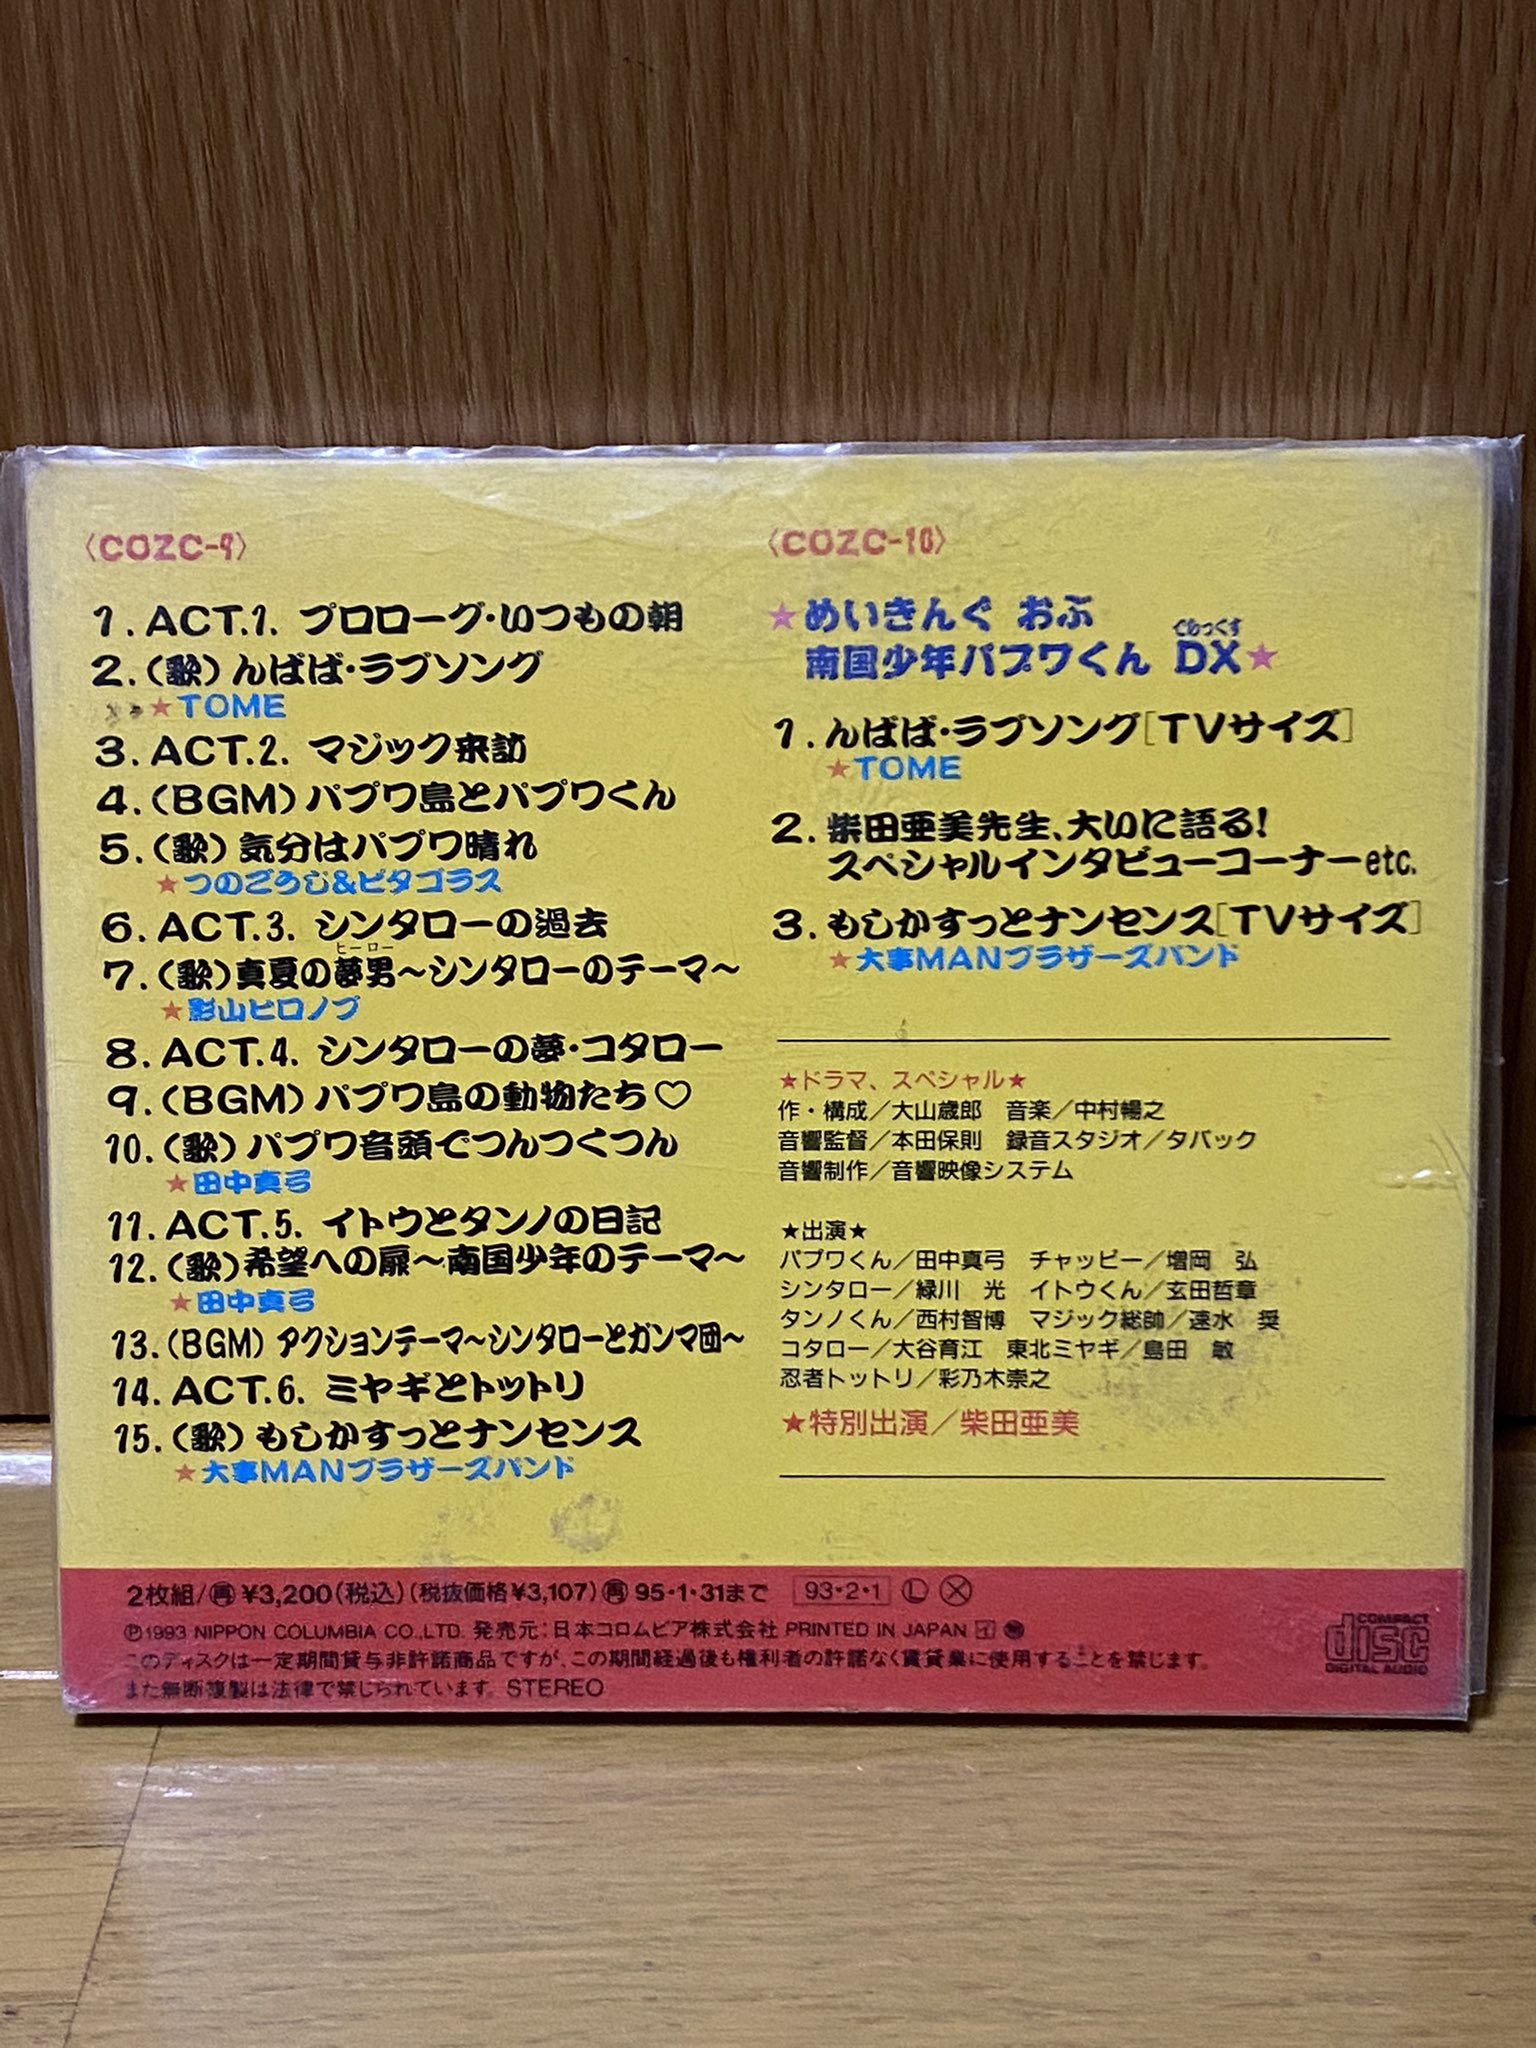 〈COZC-9〉
1. ACT.1. プロローグ・いつもの朝
2.(歌)んばば・ラブソング
★TOME
3. ACT.2. マジック来訪
4.(BGM)パプワ島とパプワくん
5.(歌)気分はパプワ晴れ
★つのごうじ&ピタゴラス
6. ACT.3. シンタローの過去
ヒーロー
7.(歌)真夏の夢男〜シンタローのテーマ〜
★影山ヒロノブ
8. ACT.4. シンタローの夢・コタロー
9.(BGM)パプワ島の動物たち♡
10.(歌)パプワ音頭でつんつくつん
★田中真弓
11. ACT.5. イトウとタンノの日記
12.(歌)希望への扉〜南国少年のテーマ〜
★田中真弓
13.(BGM)アクションテーマ〜シンタローとガンマ団〜
14. ACT.6. ミヤギとトットリ
15.(歌)もしかすっとナンセンス
★大事MANブラザーズバンド
〈COZC-10〉
★めいきんぐ おぶ
でらっくす
南国少年パプワくん DX★
1.んばば・ラブソング[TVサイズ]
★TOME
2.柴田亜美先生、大いに語る!
スペシャルインタビューコーナーetc.
3.もしかすっとナンセンス[TVサイズ]
★大事MANブラザーズバンド
★ドラマ、スペシャル★
作・構成/大山歳郎 音楽/中村暢之
音響監督/本田保則 録音スタジオ/タバック
音響制作/音響映像システム
★出演★
パプワくん/田中真弓 チャッピー/増岡 弘
シンタロー/緑川 光 イトウくん/玄田哲章
タンノくん/西村智博 マジック総帥/速水 奨
コタロー/大谷育江 東北ミヤギ/島田 敏
忍者トットリ/彩乃木崇之
★特別出演/柴田亜美
2枚組/再¥3,200(税込)(税抜価格¥3,107)再95・1・31まで 93・2・1 L X
Ⓟ1993 NIPPON COLUMBIA CO.,LTD. 発売元:日本コロムビア株式会社 PRINTED IN JAPAN イ
このディスクは一定期間貸与非許諾商品ですが、この期間経過後も権利者の許諾なく賃貸業に使用することを禁じます。
また無断複製は法律で禁じられています。STEREO
COMPACT
disc
DIGITAL AUDIO